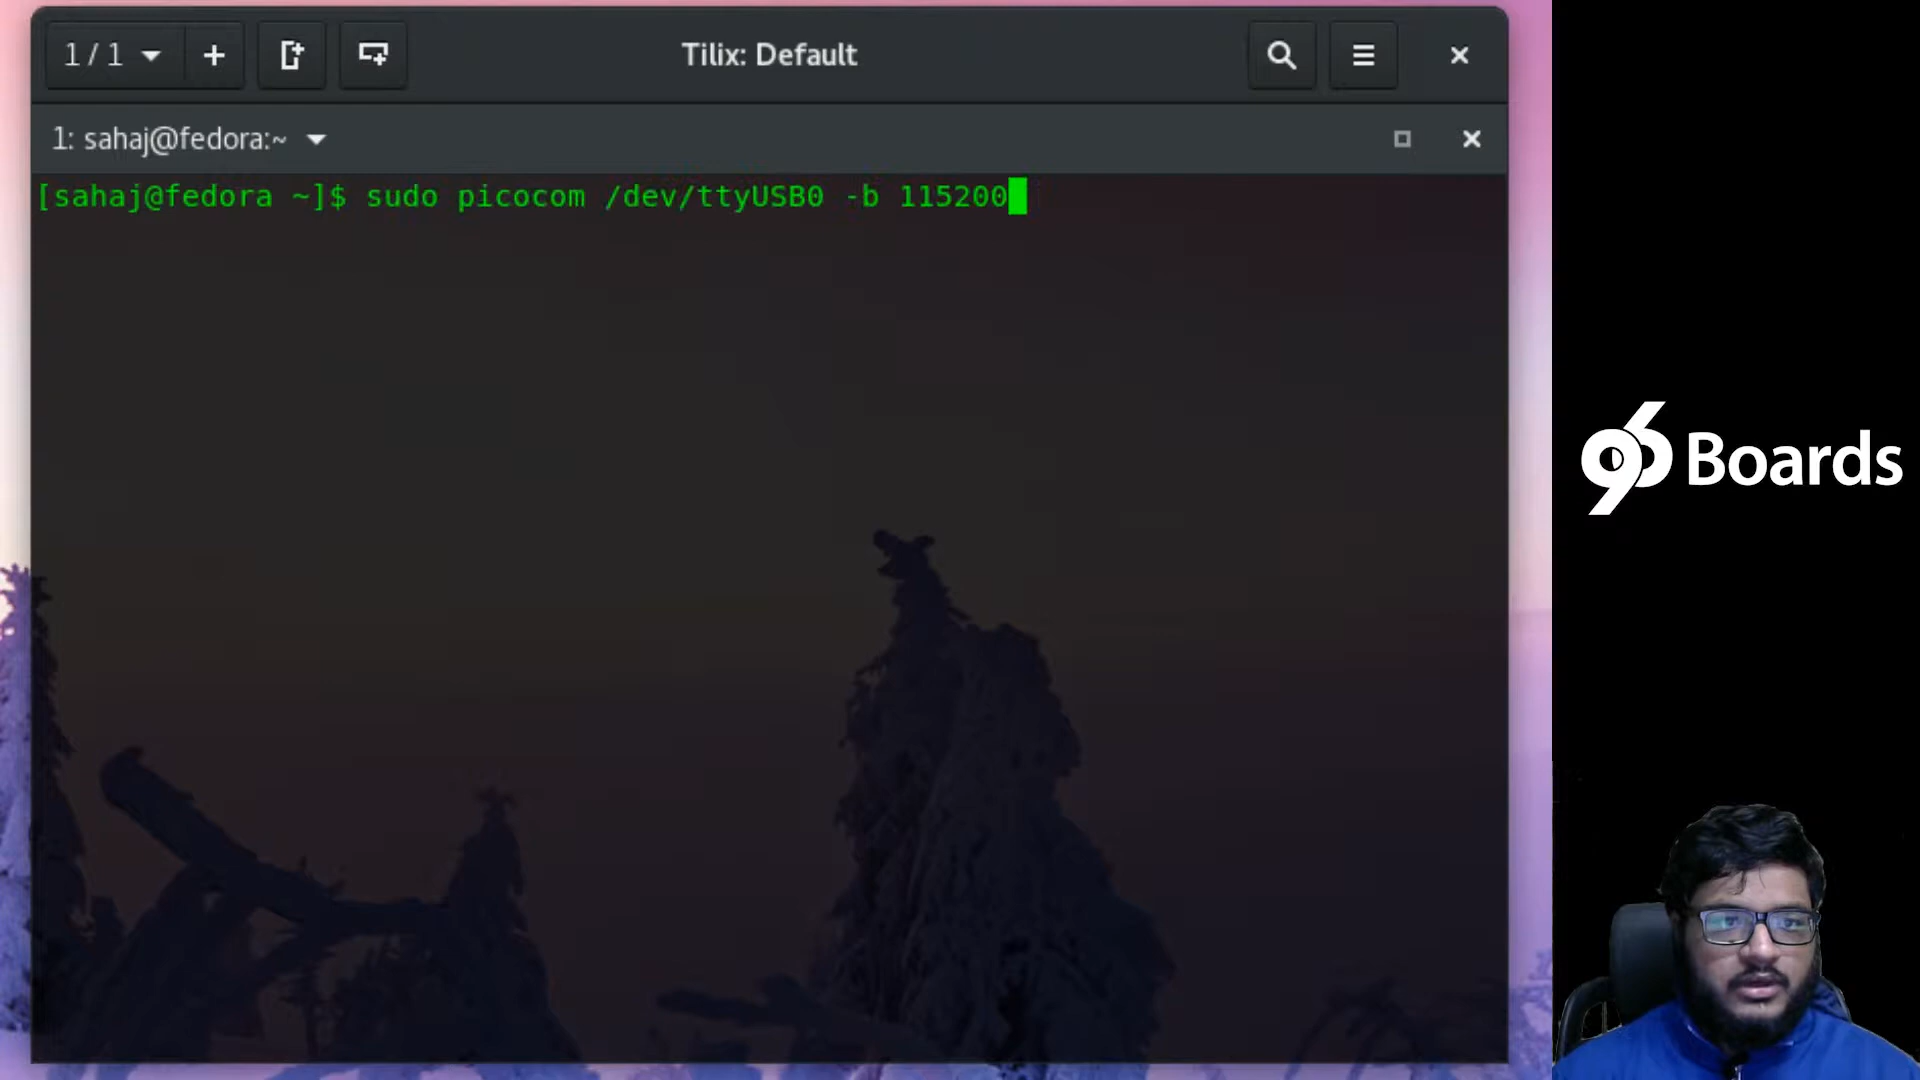 1 / 1
Tilix: Default
1: sahaj@fedora:~
[sahaj@fedora ~]$ sudo picocom /dev/ttyUSB0 -b 115200
96 Boards